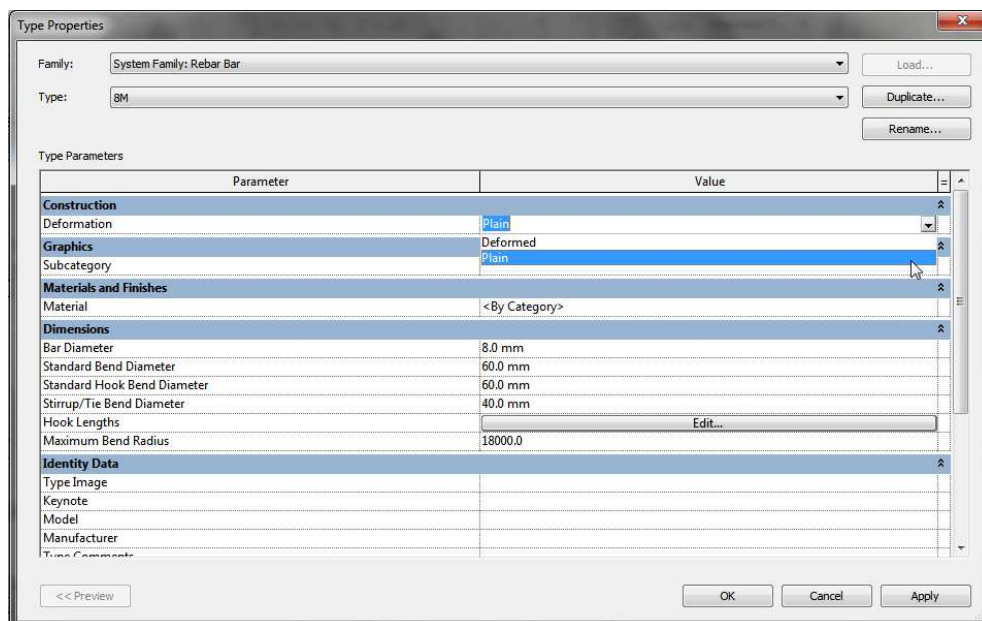 Type Properties
Family: System Family: Rebar Bar Load...
Type: 8M Duplicate...
Rename...
Type Parameters
Parameter Value =
Construction
Deformation Plain
Deformed
Graphics
Plain
Subcategory
Materials and Finishes
Material <By Category>
Dimensions
Bar Diameter 8.0 mm
Standard Bend Diameter 60.0 mm
Standard Hook Bend Diameter 60.0 mm
Stirrup/Tie Bend Diameter 40.0 mm
Hook Lengths Edit...
Maximum Bend Radius 18000.0
Identity Data
Type Image
Keynote
Model
Manufacturer
Type Comments
<< Preview OK Cancel Apply